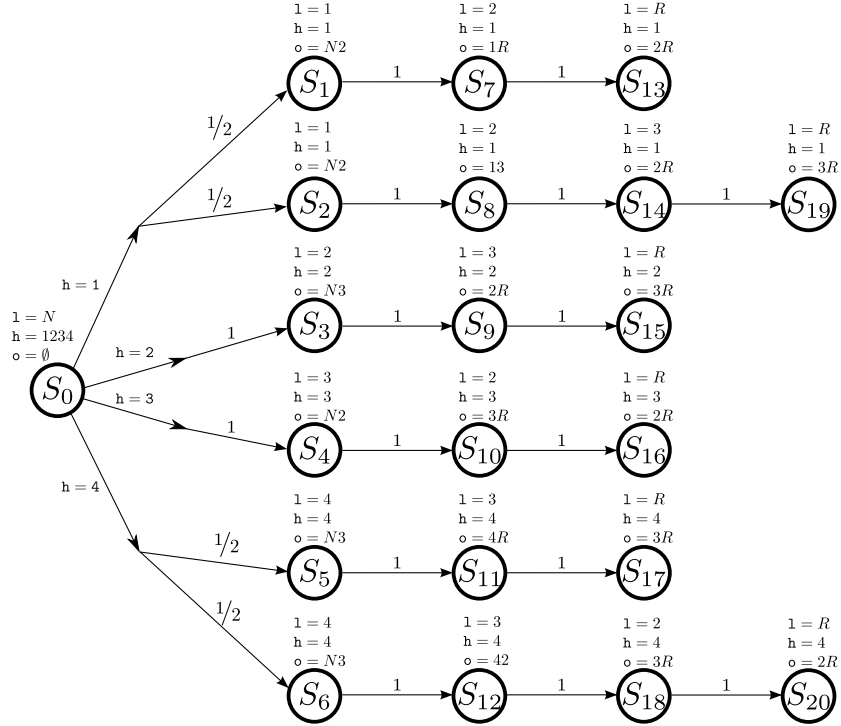 l = 1
h = 1
o = N2
S1
1
l = 2
h = 1
o = 1R
S7
1
l = R
h = 1
o = 2R
S13
1/2
l = 1
h = 1
o = N2
S2
1/2
1
l = 2
h = 1
o = 13
S8
1
l = 3
h = 1
o = 2R
S14
1
l = R
h = 1
o = 3R
S19
h = 1
l = 2
h = 2
o = N3
S3
1
l = 3
h = 2
o = 2R
S9
1
l = R
h = 2
o = 3R
S15
l = N
h = 1234
o = ∅
S0
h = 2
1
h = 3
1
l = 3
h = 3
o = N2
S4
1
l = 2
h = 3
o = 3R
S10
1
l = R
h = 3
o = 2R
S16
h = 4
l = 4
h = 4
o = N3
S5
1/2
1
l = 3
h = 4
o = 4R
S11
1
l = R
h = 4
o = 3R
S17
1/2
l = 4
h = 4
o = N3
S6
1
l = 3
h = 4
o = 42
S12
1
l = 2
h = 4
o = 3R
S18
1
l = R
h = 4
o = 2R
S20